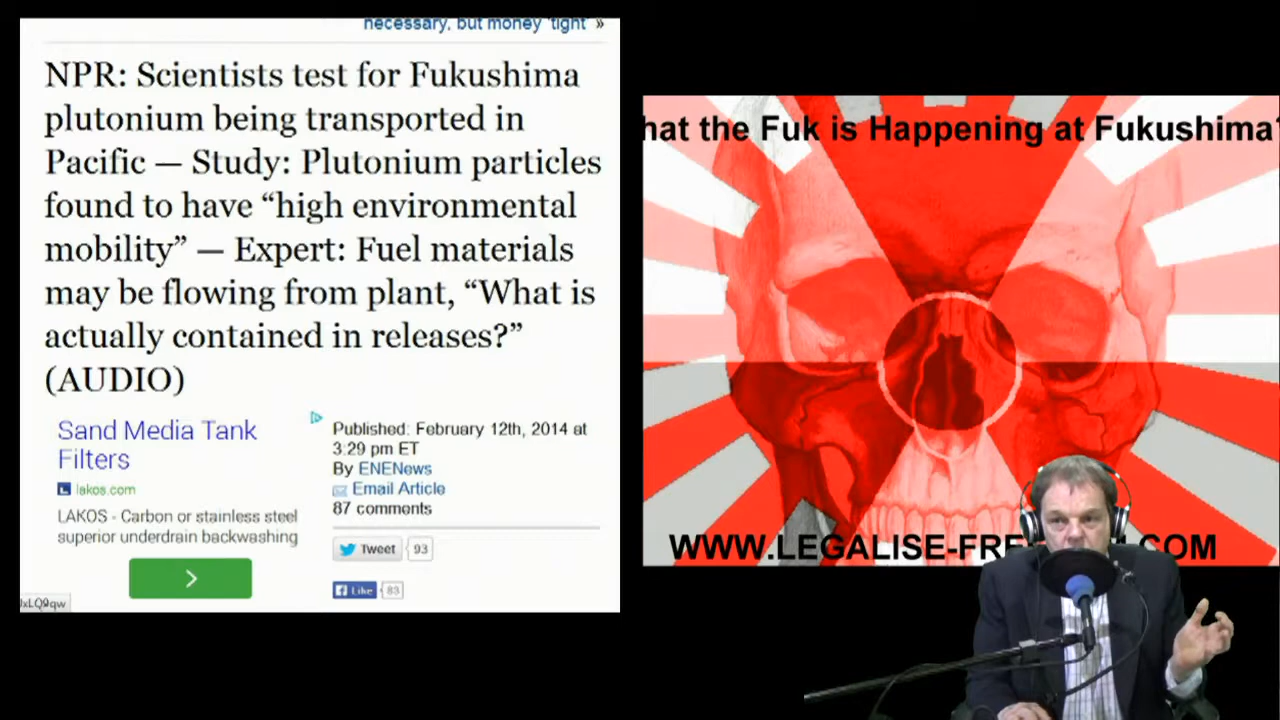 necessary, but money 'tight' »
NPR: Scientists test for Fukushima
plutonium being transported in
Pacific — Study: Plutonium particles
found to have “high environmental
mobility” — Expert: Fuel materials
may be flowing from plant, “What is
actually contained in releases?”
(AUDIO)
Sand Media Tank
Filters
lakos.com
LAKOS - Carbon or stainless steel
superior underdrain backwashing
Published: February 12th, 2014 at
3:29 pm ET
By ENENews
Email Article
87 comments
Tweet 93
Like 83
hat the Fuk is Happening at Fukushima?
WWW.LEGALISE-FRE COM